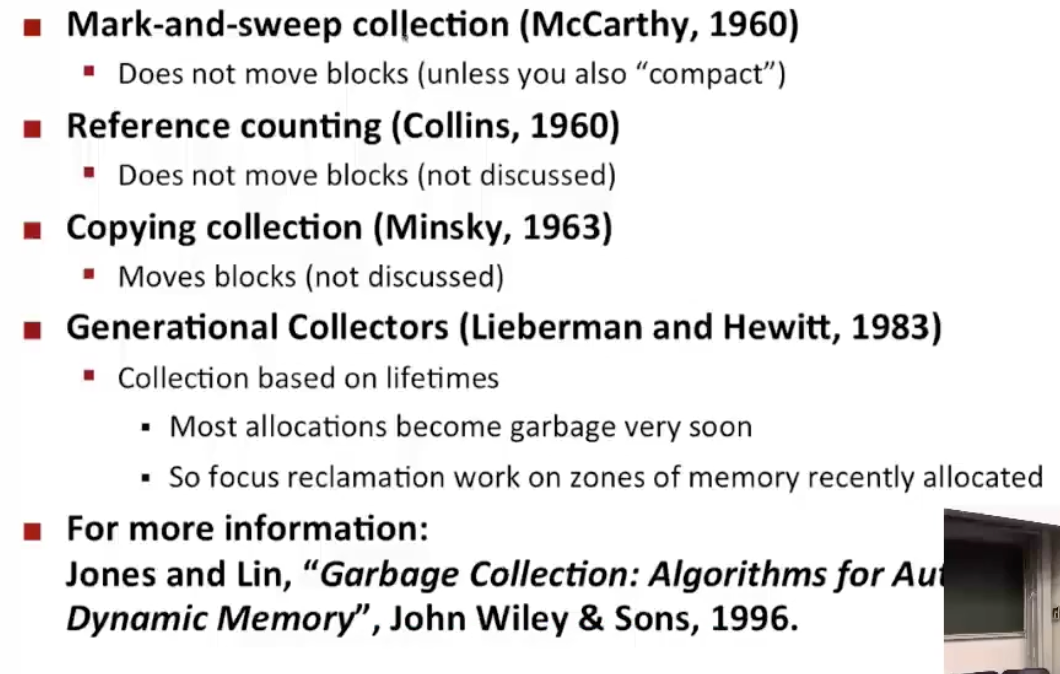 Mark-and-sweep collection (McCarthy, 1960)
Does not move blocks (unless you also “compact”)
Reference counting (Collins, 1960)
Does not move blocks (not discussed)
Copying collection (Minsky, 1963)
Moves blocks (not discussed)
Generational Collectors (Lieberman and Hewitt, 1983)
Collection based on lifetimes
Most allocations become garbage very soon
So focus reclamation work on zones of memory recently allocated
For more information:
Jones and Lin, “Garbage Collection: Algorithms for
Dynamic Memory”, John Wiley & Sons, 1996.